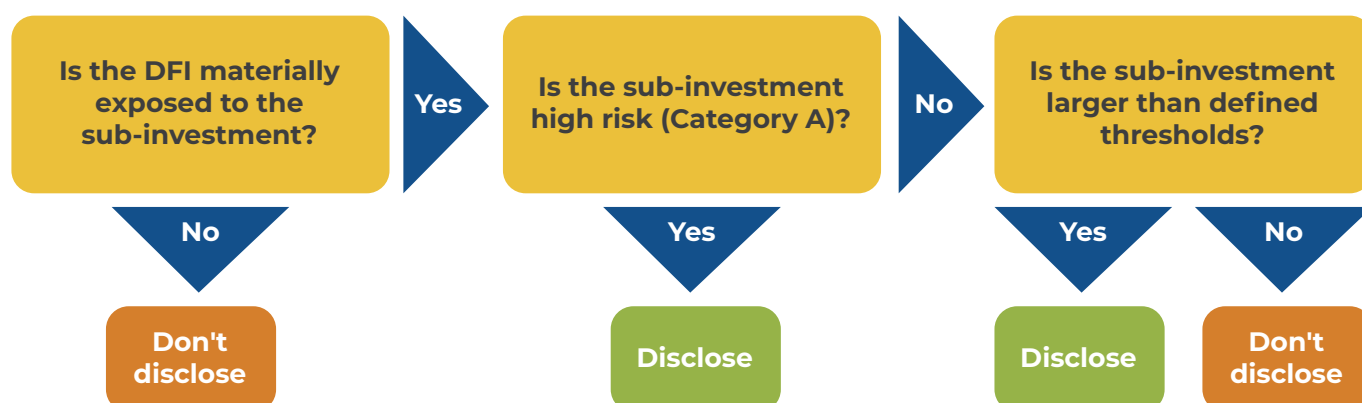 Is the DFI materially
exposed to the
sub-investment?
Yes
Is the sub-investment
high risk (Category A)?
No
Is the sub-investment
larger than defined
thresholds?
No
Yes
Yes
No
Don't
disclose
Disclose
Disclose
Don't
disclose